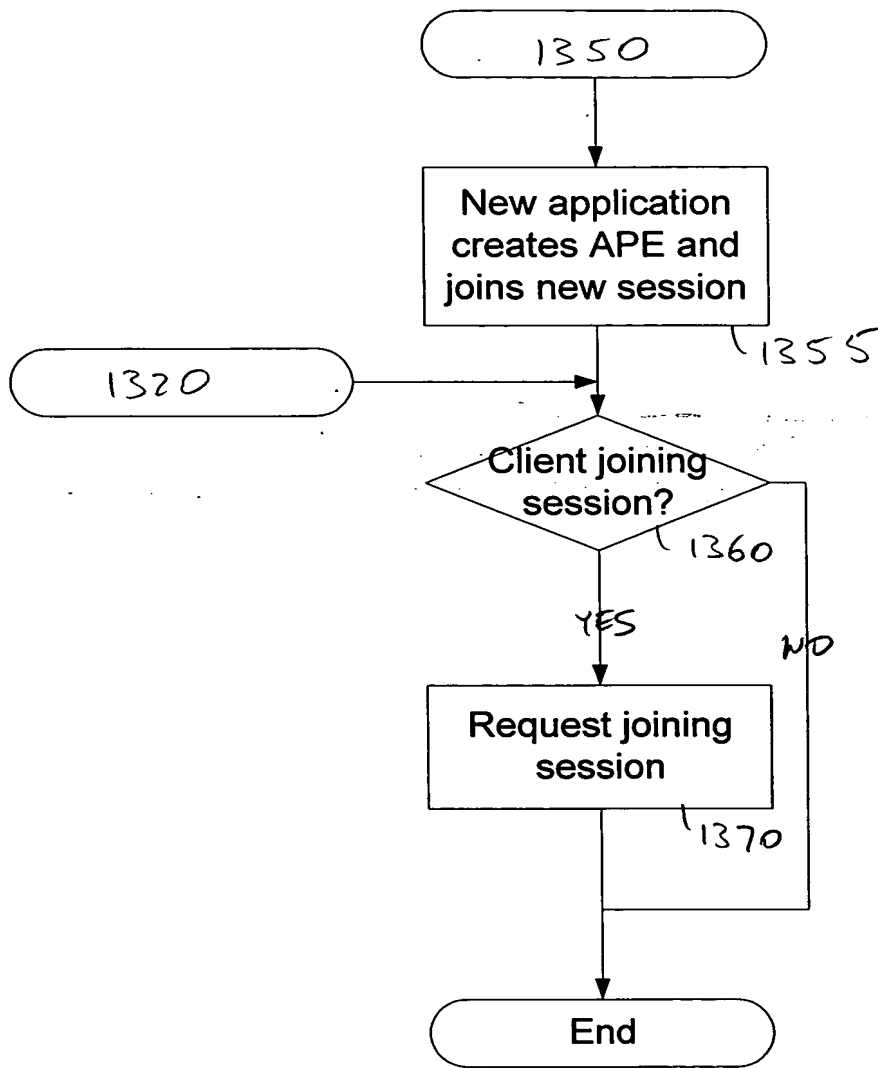 1350
New application
creates APE and
joins new session
1355
1320
Client joining
session?
1360
YES
NO
Request joining
session
1370
End